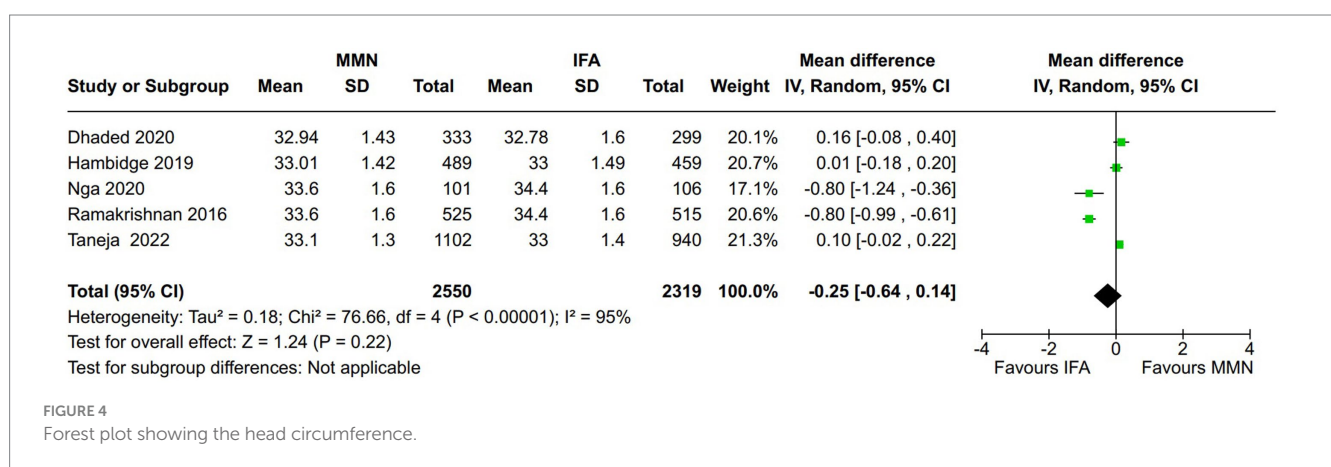 MMN IFA Mean difference Mean difference
Study or Subgroup Mean SD Total Mean SD Total Weight IV, Random, 95% CI IV, Random, 95% CI
Dhaded 2020 32.94 1.43 333 32.78 1.6 299 20.1% 0.16 [-0.08 , 0.40]
Hambidge 2019 33.01 1.42 489 33 1.49 459 20.7% 0.01 [-0.18 , 0.20]
Nga 2020 33.6 1.6 101 34.4 1.6 106 17.1% -0.80 [-1.24 , -0.36]
Ramakrishnan 2016 33.6 1.6 525 34.4 1.6 515 20.6% -0.80 [-0.99 , -0.61]
Taneja 2022 33.1 1.3 1102 33 1.4 940 21.3% 0.10 [-0.02 , 0.22]
Total (95% CI) 2550 2319 100.0% -0.25 [-0.64 , 0.14]
Heterogeneity: Tau² = 0.18; Chi² = 76.66, df = 4 (P < 0.00001); I² = 95%
Test for overall effect: Z = 1.24 (P = 0.22)
Test for subgroup differences: Not applicable
-4 -2 0 2 4
Favours IFA Favours MMN
FIGURE 4
Forest plot showing the head circumference.